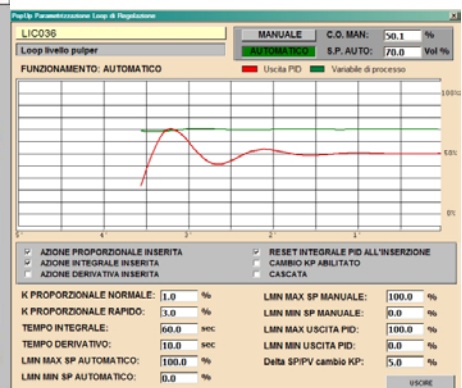 PopUp Parametrizzazione Loop di Regolazione
LIC036
Loop livello pulper
MANUALE C.O. MAN: 50.1 %
AUTOMATICO S.P. AUTO: 70.0 Vol %
FUNZIONAMENTO: AUTOMATICO
Uscita PID Variabile di processo
100%
50%
0%
5' 4' 3' 2' 1'
AZIONE PROPORZIONALE INSERITA
AZIONE INTEGRALE INSERITA
AZIONE DERIVATIVA INSERITA
RESET INTEGRALE PID ALL'INSERZIONE
CAMBIO KP ABILITATO
CASCATA
K PROPORZIONALE NORMALE: 1.0 %
K PROPORZIONALE RAPIDO: 3.0 %
TEMPO INTEGRALE: 60.0 sec
TEMPO DERIVATIVO: 10.0 sec
LMN MAX SP AUTOMATICO: 100.0 %
LMN MIN SP AUTOMATICO: 0.0 %
LMN MAX SP MANUALE: 100.0 %
LMN MIN SP MANUALE: 0.0 %
LMN MAX USCITA PID: 100.0 %
LMN MIN USCITA PID: 0.0 %
Delta SP/PV cambio KP: 5.0 %
USCIRE